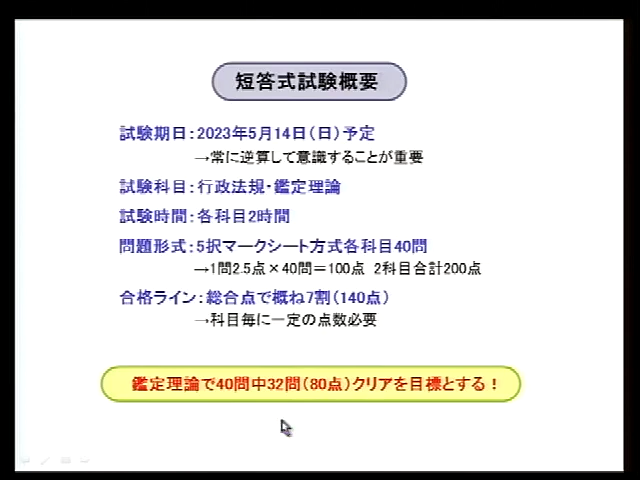 短答式試験概要
試験期日：2023年5月14日（日）予定
→常に逆算して意識することが重要
試験科目：行政法規・鑑定理論
試験時間：各科目2時間
問題形式：5択マークシート方式各科目40問
→1問2.5点×40問＝100点 2科目合計200点
合格ライン：総合点で概ね7割（140点）
→科目毎に一定の点数必要
鑑定理論で40問中32問（80点）クリアを目標とする！